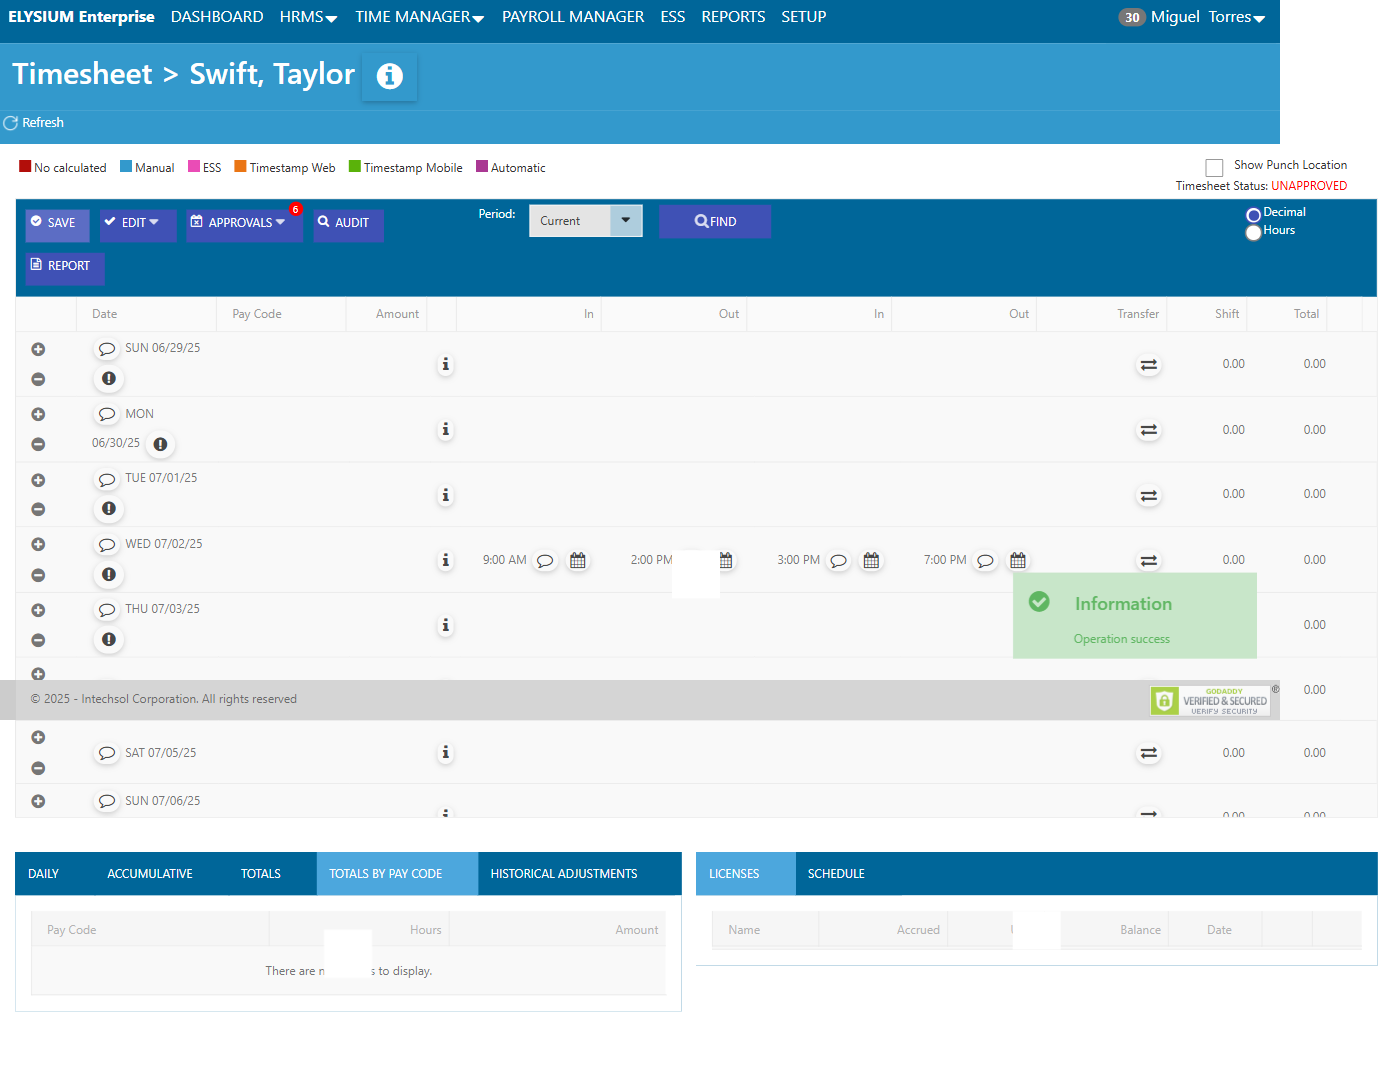 ELYSIUM Enterprise DASHBOARD HRMS TIME MANAGER PAYROLL MANAGER ESS REPORTS SETUP 30 Miguel Torres
Timesheet > Swift, Taylor
Refresh
No calculated Manual ESS Timestamp Web Timestamp Mobile Automatic
Show Punch Location
Timesheet Status: UNAPPROVED
SAVE EDIT APPROVALS 6 AUDIT Period: Current FIND Decimal
Hours
REPORT
Date Pay Code Amount In Out In Out Transfer Shift Total
SUN 06/29/25 0.00 0.00
MON
06/30/25 0.00 0.00
TUE 07/01/25 0.00 0.00
WED 07/02/25 9:00 AM 2:00 PM 3:00 PM 7:00 PM 0.00 0.00
THU 07/03/25 0.00
Information
Operation success
0.00
© 2025 - Intechsol Corporation. All rights reserved
GODADDY
VERIFIED & SECURED
VERIFY SECURITY
®
SAT 07/05/25 0.00 0.00
SUN 07/06/25 0.00 0.00
DAILY ACCUMULATIVE TOTALS TOTALS BY PAY CODE HISTORICAL ADJUSTMENTS
Pay Code Hours Amount
There are to display.
LICENSES SCHEDULE
Name Accrued Balance Date